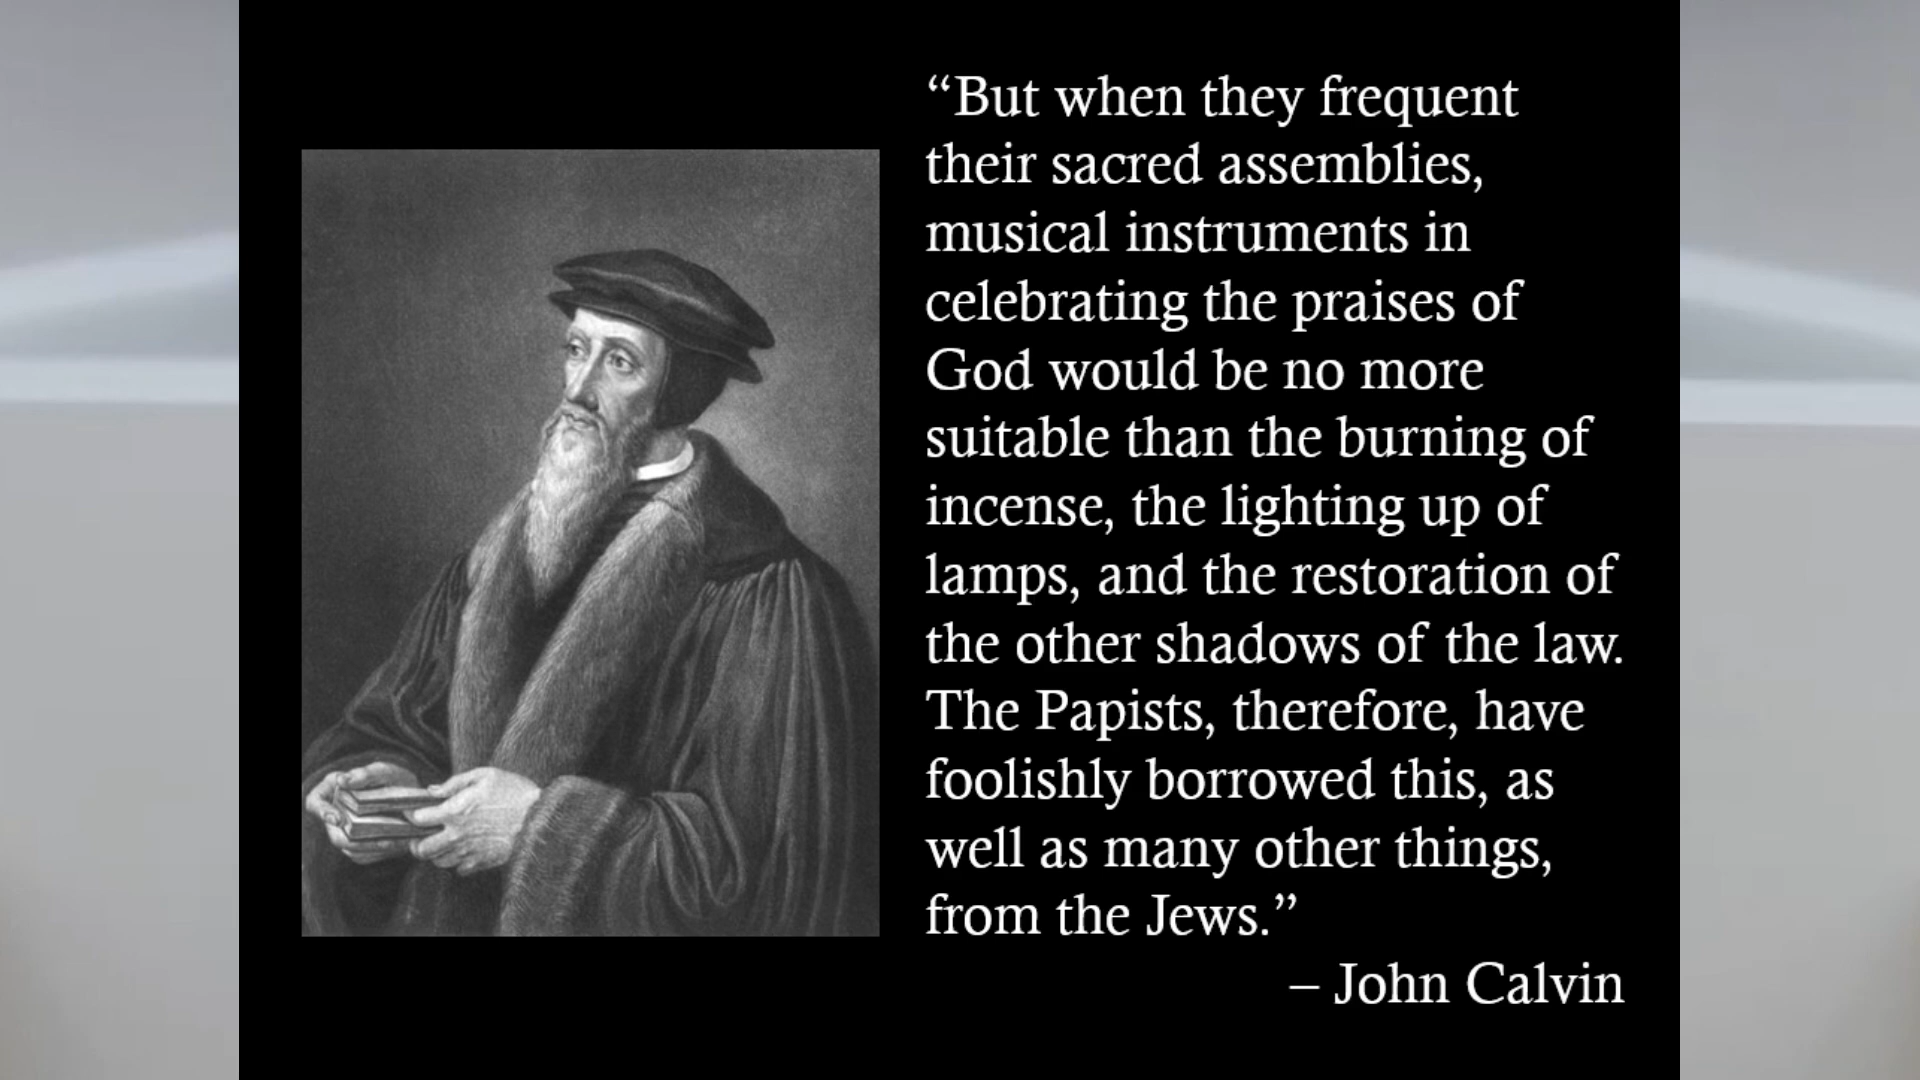 “But when they frequent
their sacred assemblies,
musical instruments in
celebrating the praises of
God would be no more
suitable than the burning of
incense, the lighting up of
lamps, and the restoration of
the other shadows of the law.
The Papists, therefore, have
foolishly borrowed this, as
well as many other things,
from the Jews.”
– John Calvin